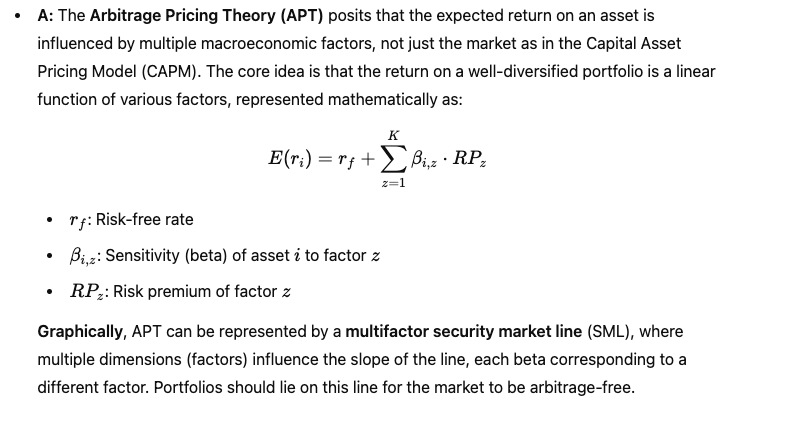 • A: The Arbitrage Pricing Theory (APT) posits that the expected return on an asset is
influenced by multiple macroeconomic factors, not just the market as in the Capital Asset
Pricing Model (CAPM). The core idea is that the return on a well-diversified portfolio is a linear
function of various factors, represented mathematically as:
E(r_i) = r_f + \sum_{z=1}^{K} β_{i,z} · RP_z
• r_f: Risk-free rate
• β_{i,z}: Sensitivity (beta) of asset i to factor z
• RP_z: Risk premium of factor z
Graphically, APT can be represented by a multifactor security market line (SML), where
multiple dimensions (factors) influence the slope of the line, each beta corresponding to a
different factor. Portfolios should lie on this line for the market to be arbitrage-free.